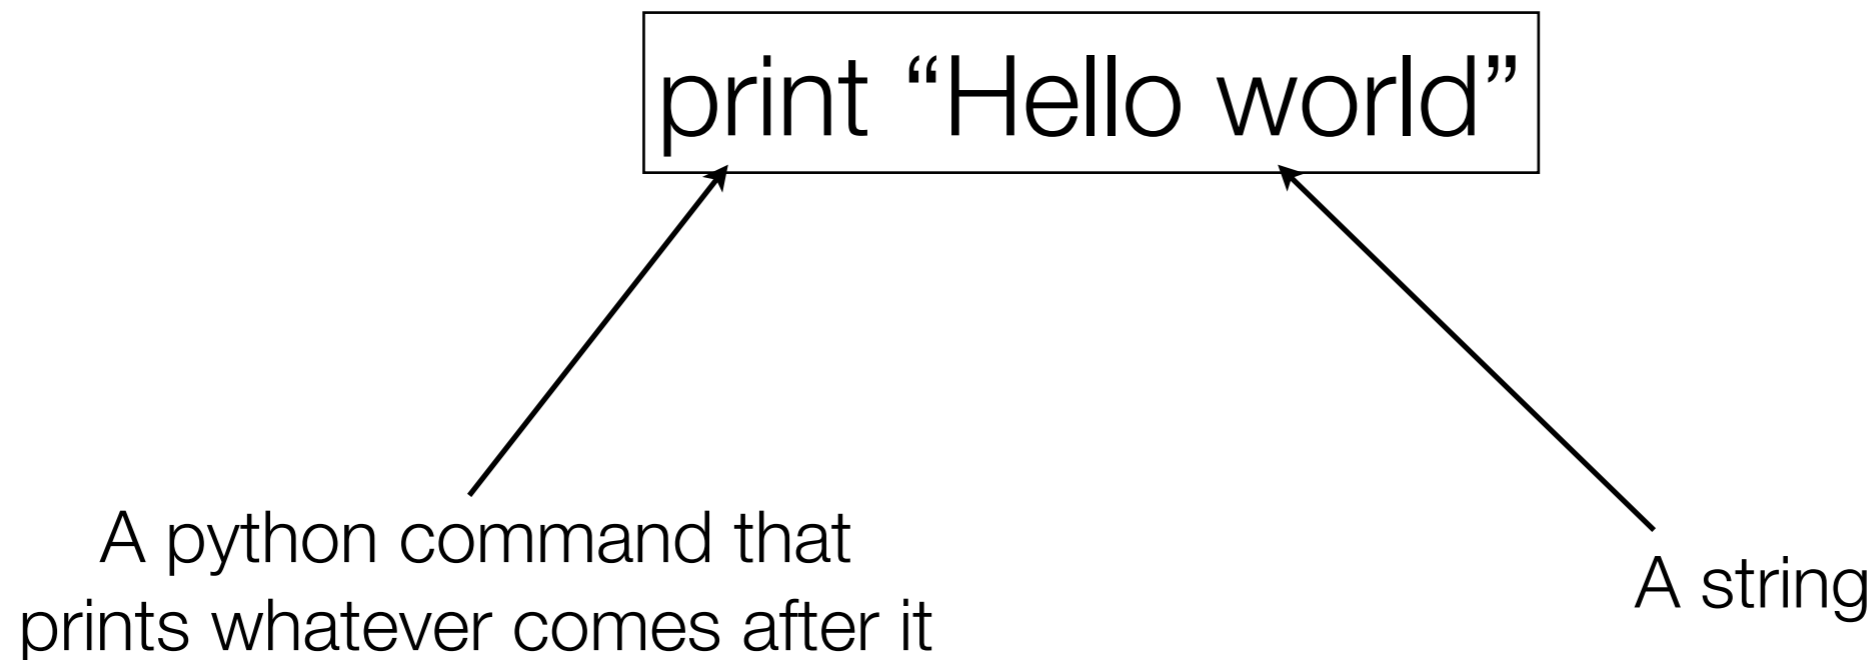 print “Hello world”
A python command that
prints whatever comes after it
A string